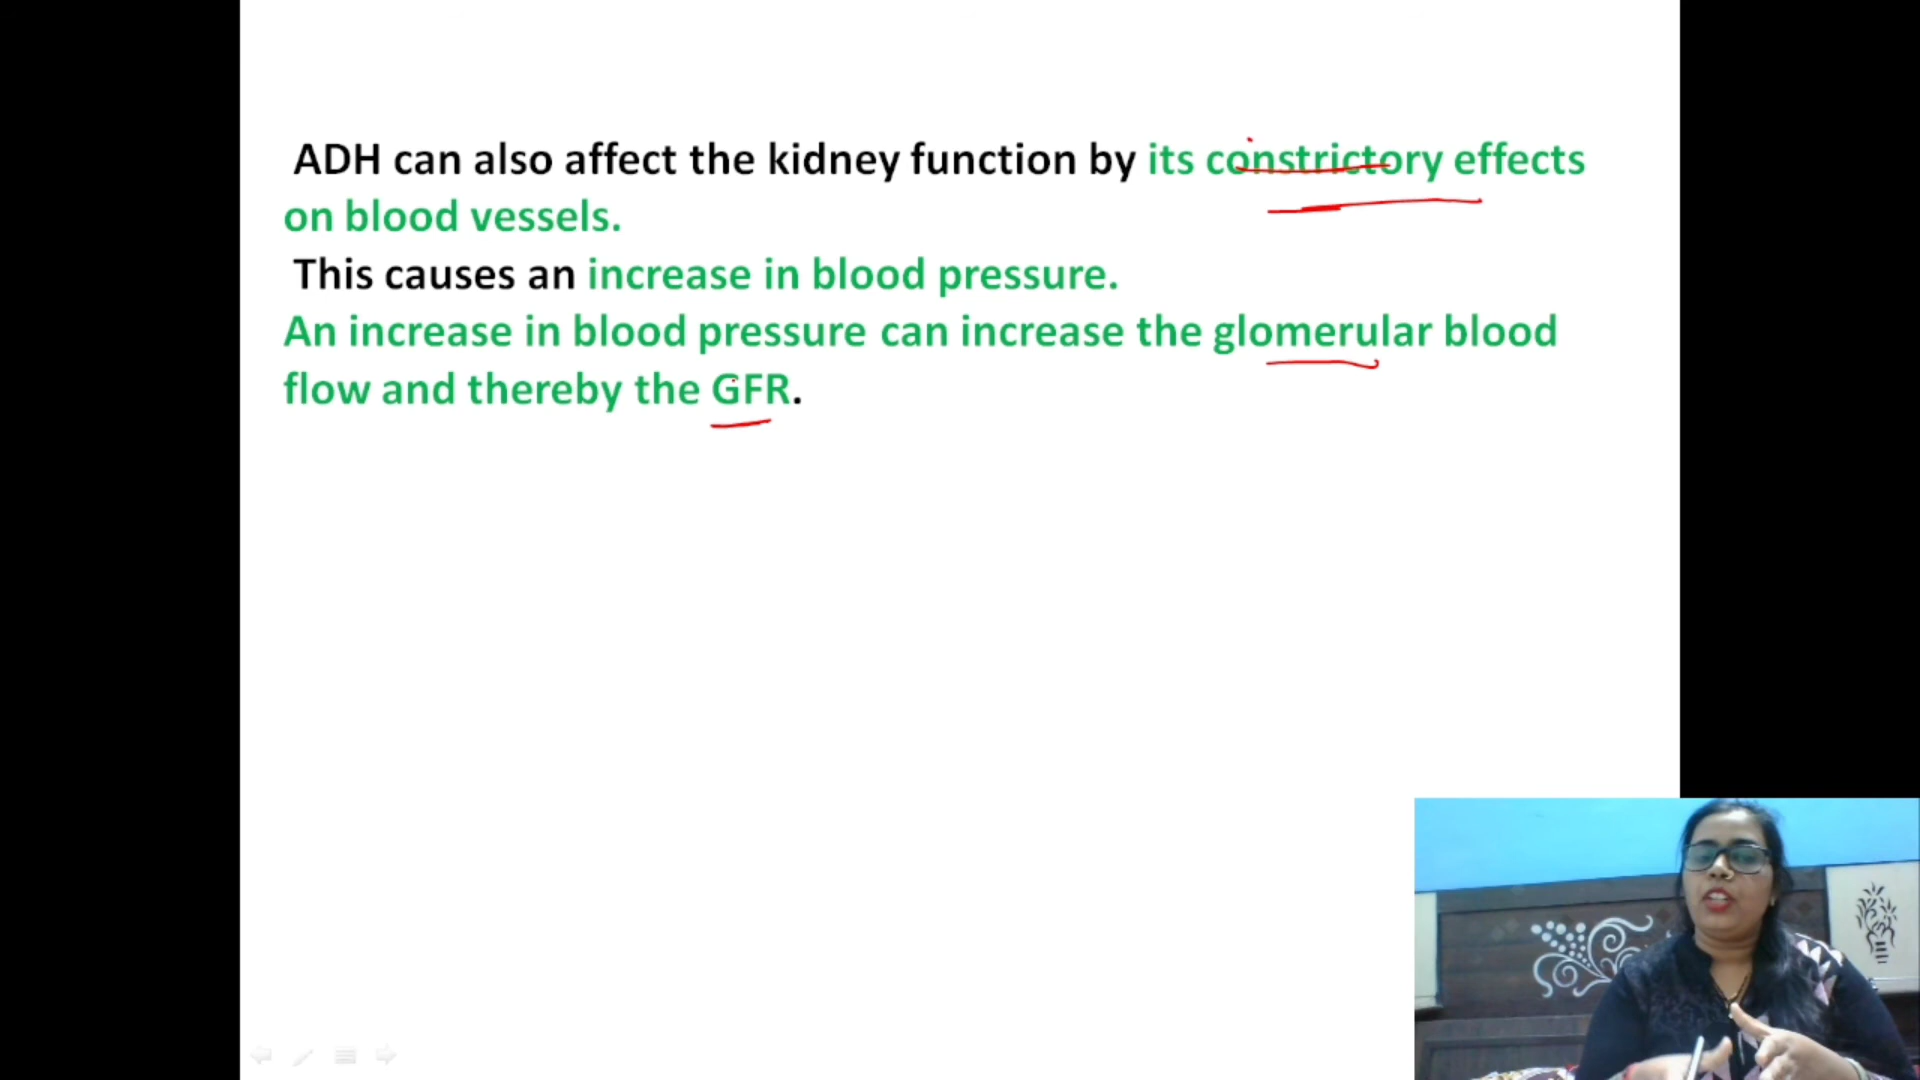 ADH can also affect the kidney function by its constrictory effects
on blood vessels.
This causes an increase in blood pressure.
An increase in blood pressure can increase the glomerular blood
flow and thereby the GFR.